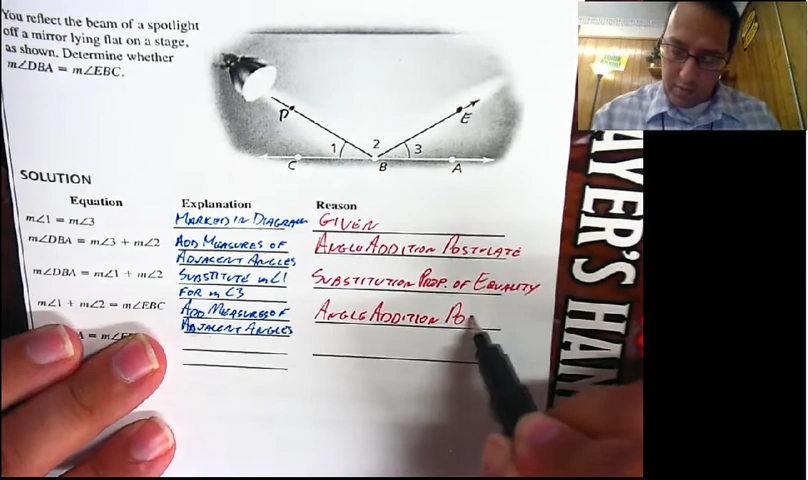 You reflect the beam of a spotlight
off a mirror lying flat on a stage,
as shown. Determine whether
m∠DBA = m∠EBC.
D
E
1
2
3
C
B
A
SOLUTION
Equation
Explanation
Reason
m∠1 = m∠3
MARKED IN DIAGRAM
GIVEN
m∠DBA = m∠3 + m∠2
ADD MEASURES OF
ADJACENT ANGLES
ANGLE ADDITION POSTULATE
m∠DBA = m∠1 + m∠2
SUBSTITUTE m∠1
FOR m∠3
SUBSTITUTION PROP. OF EQUALITY
m∠1 + m∠2 = m∠EBC
ADD MEASURES OF
ADJACENT ANGLES
ANGLE ADDITION PO